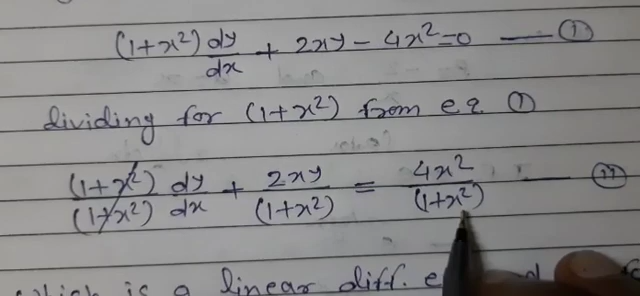 (1+x²) dy/dx + 2xy - 4x² = 0 — ①
dividing for (1+x²) from eq ①
(1+x²)/(1+x²) dy/dx + 2xy/(1+x²) = 4x²/(1+x²) — ⑪
which is a linear diff. e